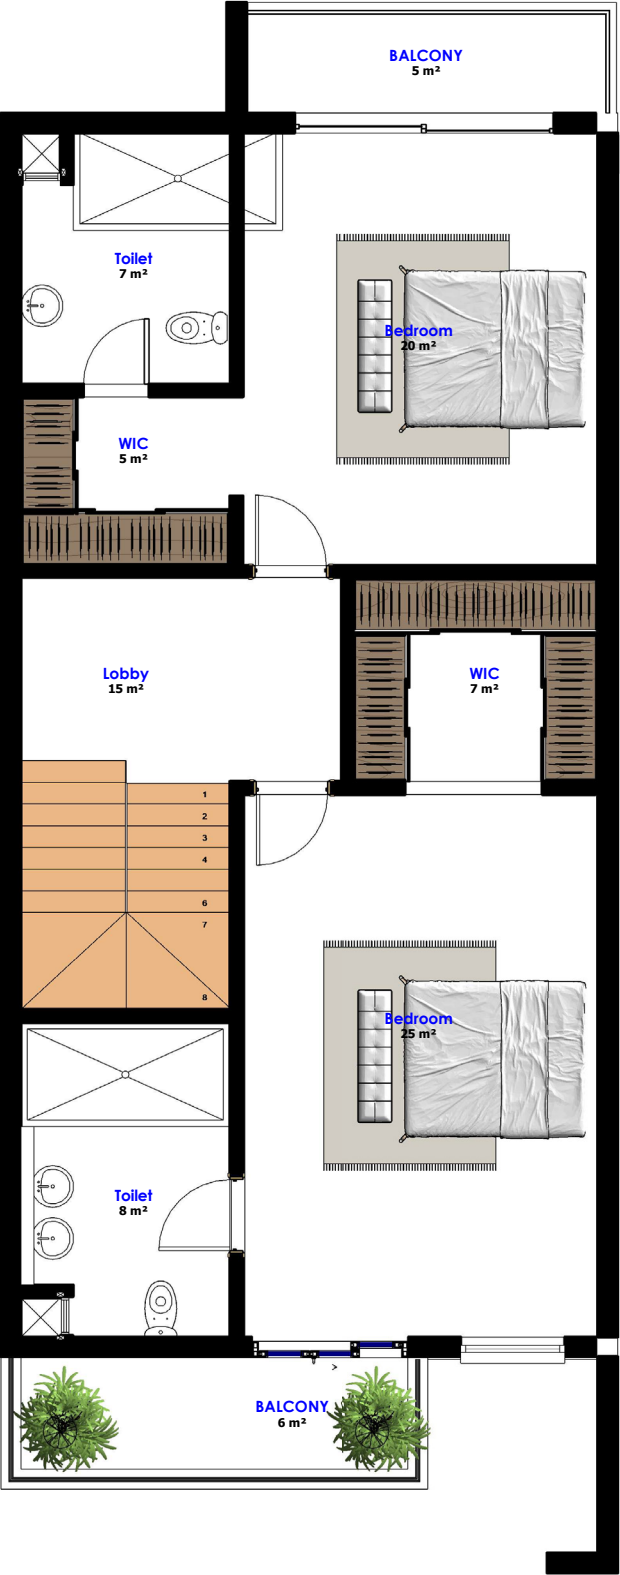 BALCONY
5 m²
Toilet
7 m²
Bedroom
20 m²
WIC
5 m²
Lobby
15 m²
WIC
7 m²
1
2
3
4
6
7
8
Bedroom
25 m²
Toilet
8 m²
BALCONY
6 m²